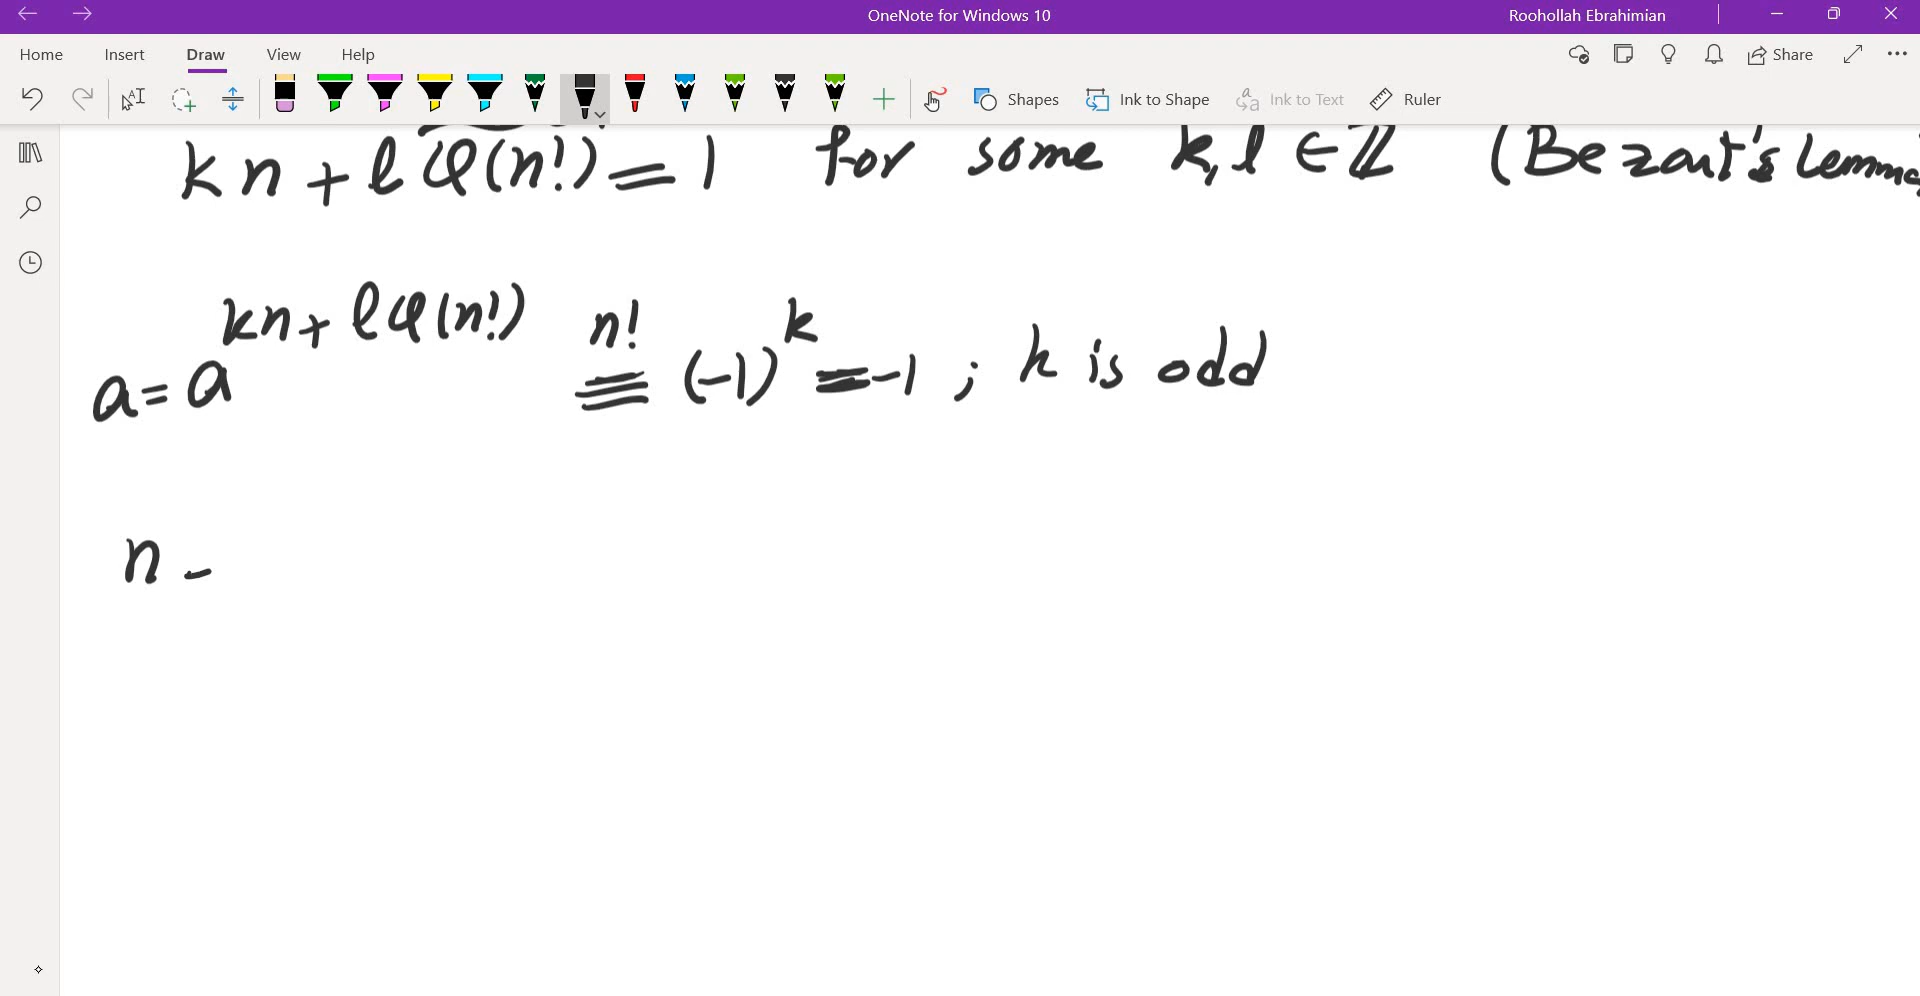 OneNote for Windows 10
Roohollah Ebrahimian
Home Insert Draw View Help
Share
Shapes Ink to Shape Ink to Text Ruler
kn + lφ(n!) = 1 for some k, l ∈ ℤ (Bezout's Lemma
a = a^{kn + lφ(n!)} ≡^{n!} (-1)^k = -1 ; k is odd
n -